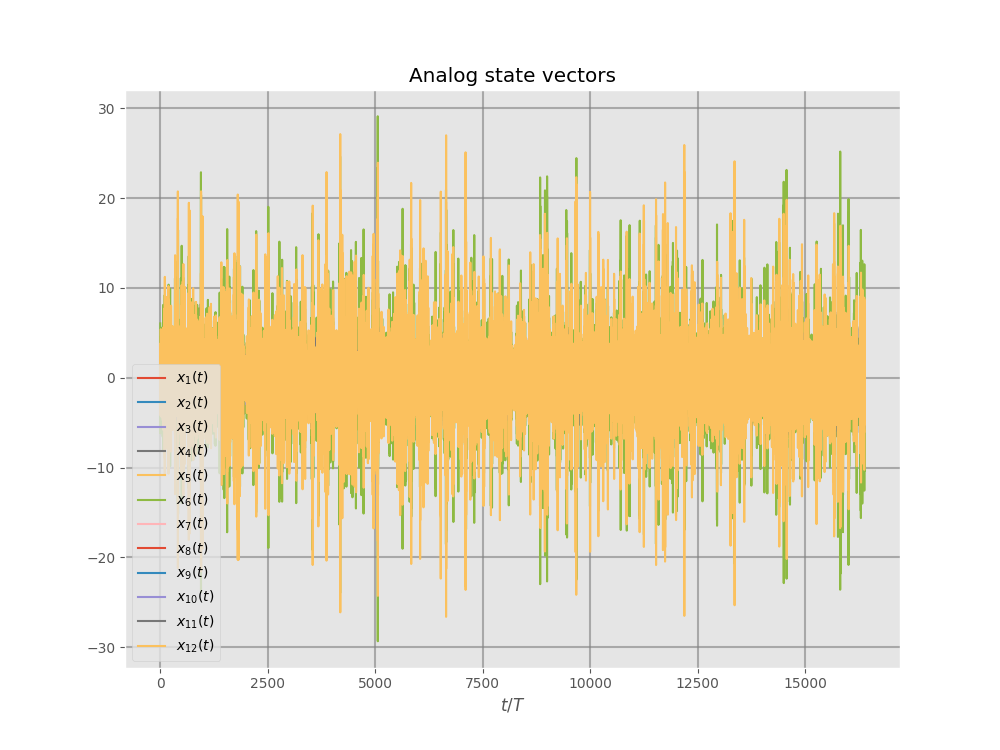 Analog state vectors
30
20
10
0
−10
−20
−30
x₁(t)
x₂(t)
x₃(t)
x₄(t)
x₅(t)
x₆(t)
x₇(t)
x₈(t)
x₉(t)
x₁₀(t)
x₁₁(t)
x₁₂(t)
0 2500 5000 7500 10000 12500 15000
t/T